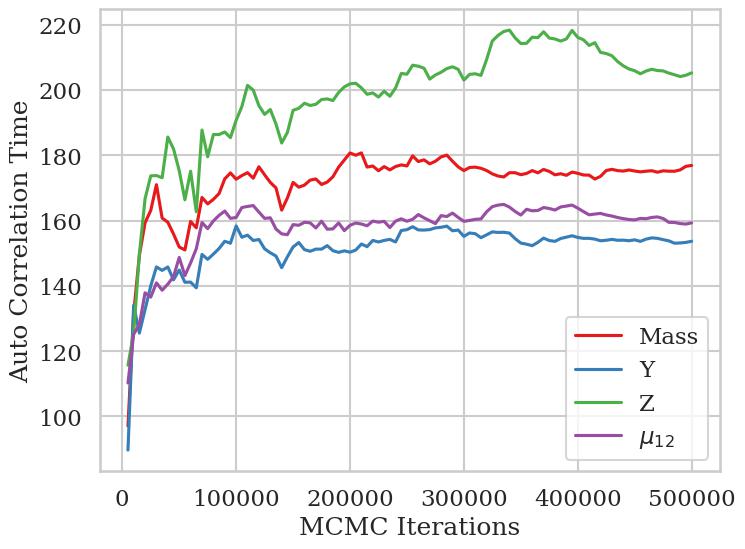 220
200
180
160
140
120
100
Auto Correlation Time
Mass
Y
Z
μ12
0 100000 200000 300000 400000 500000
MCMC Iterations